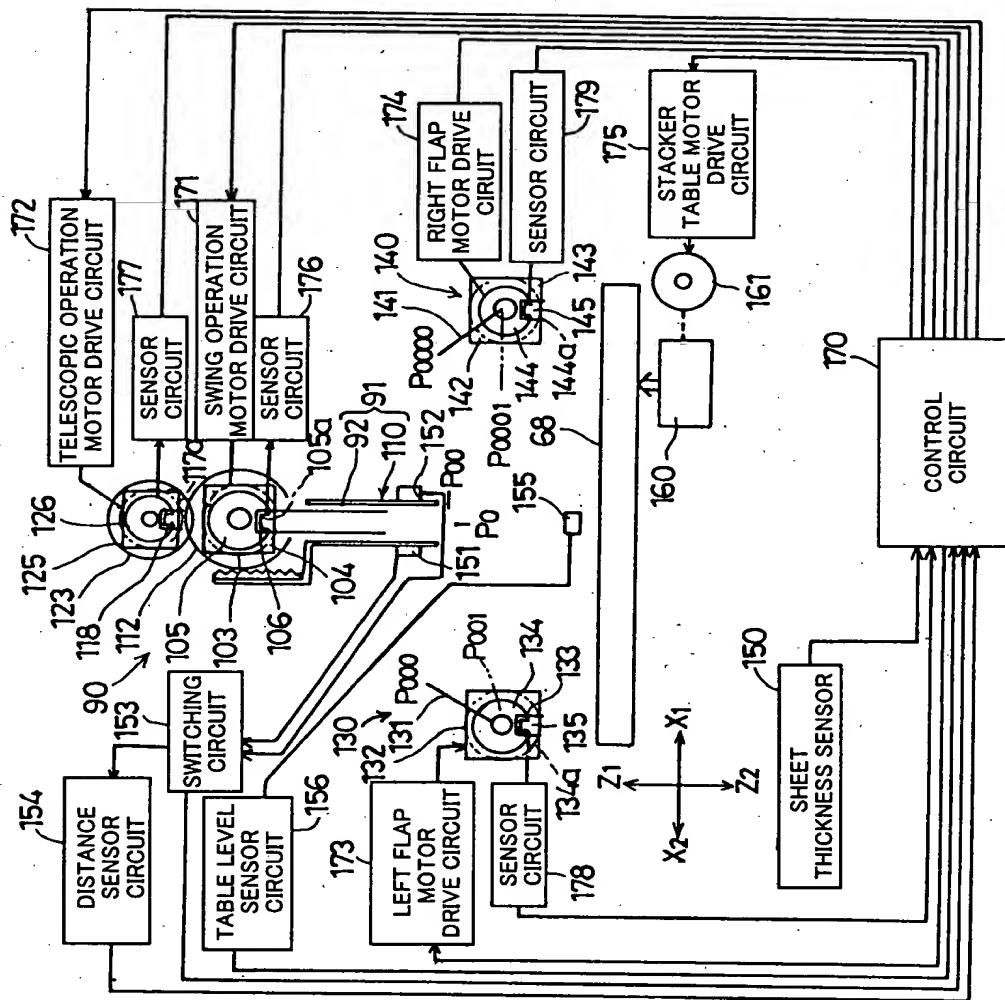 172
TELESCOPIC OPERATION
MOTOR DRIVE CIRCUIT
177
SENSOR
CIRCUIT
171
SWING OPERATION
MOTOR DRIVE CIRCUIT
176
SENSOR
CIRCUIT
174
RIGHT FLAP
MOTOR DRIVE
CIRUIT
179
SENSOR CIRCUIT
175
STACKER
TABLE MOTOR
DRIVE
CIRCUIT
126
125
123
118
117a
112
105
103
106
104
105a
90
92
91
110
152
151
P00
P0
140
141
P0000
142
144
P0001
144a
145
143
161
160
68
155
153
SWITCHING
CIRCUIT
154
DISTANCE
SENSOR
CIRCUIT
156
TABLE LEVEL
SENSOR
CIRCUIT
130
131
132
P000
P001
134
133
135
134a
173
LEFT FLAP
MOTOR
DRIVE CIRCUIT
178
SENSOR
CIRCUIT
Z1
Z2
X1
X2
150
SHEET
THICKNESS SENSOR
170
CONTROL
CIRCUIT